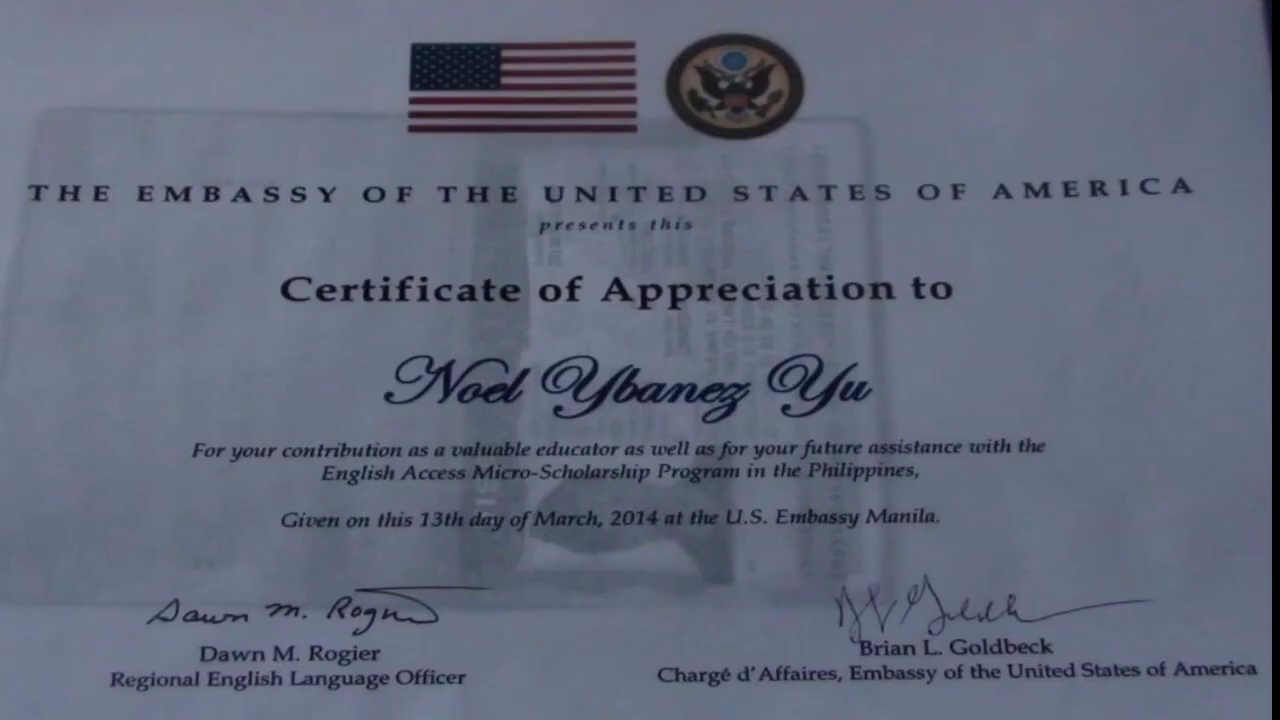 THE EMBASSY OF THE UNITED STATES OF AMERICA
presents this
Certificate of Appreciation to
Noel Ybanez Yu
For your contribution as a valuable educator as well as for your future assistance with the
English Access Micro-Scholarship Program in the Philippines,
Given on this 13th day of March, 2014 at the U.S. Embassy Manila.
Dawn M. Rogier
Dawn M. Rogier
Regional English Language Officer
Brian L. Goldbeck
Chargé d'Affaires, Embassy of the United States of America